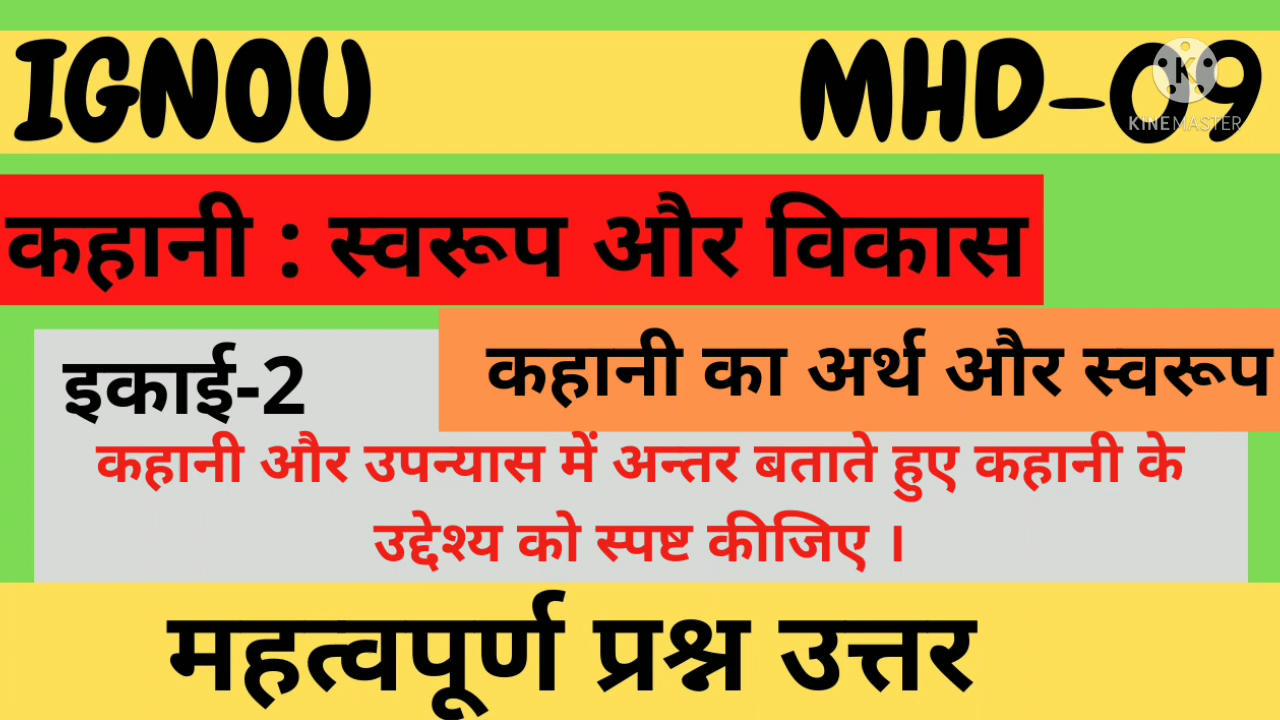 IGNOU MHD-09
KINEMASTER
कहानी : स्वरूप और विकास
इकाई-2 कहानी का अर्थ और स्वरूप
कहानी और उपन्यास में अन्तर बताते हुए कहानी के
उद्देश्य को स्पष्ट कीजिए ।
महत्वपूर्ण प्रश्न उत्तर